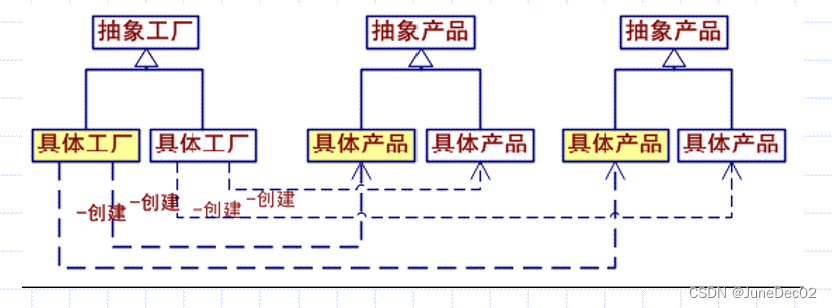 抽象工厂 抽象产品 抽象产品
具体工厂 具体工厂 具体产品 具体产品 具体产品 具体产品
-创建 -创建 -创建 -创建
CSDN @JuneDec02